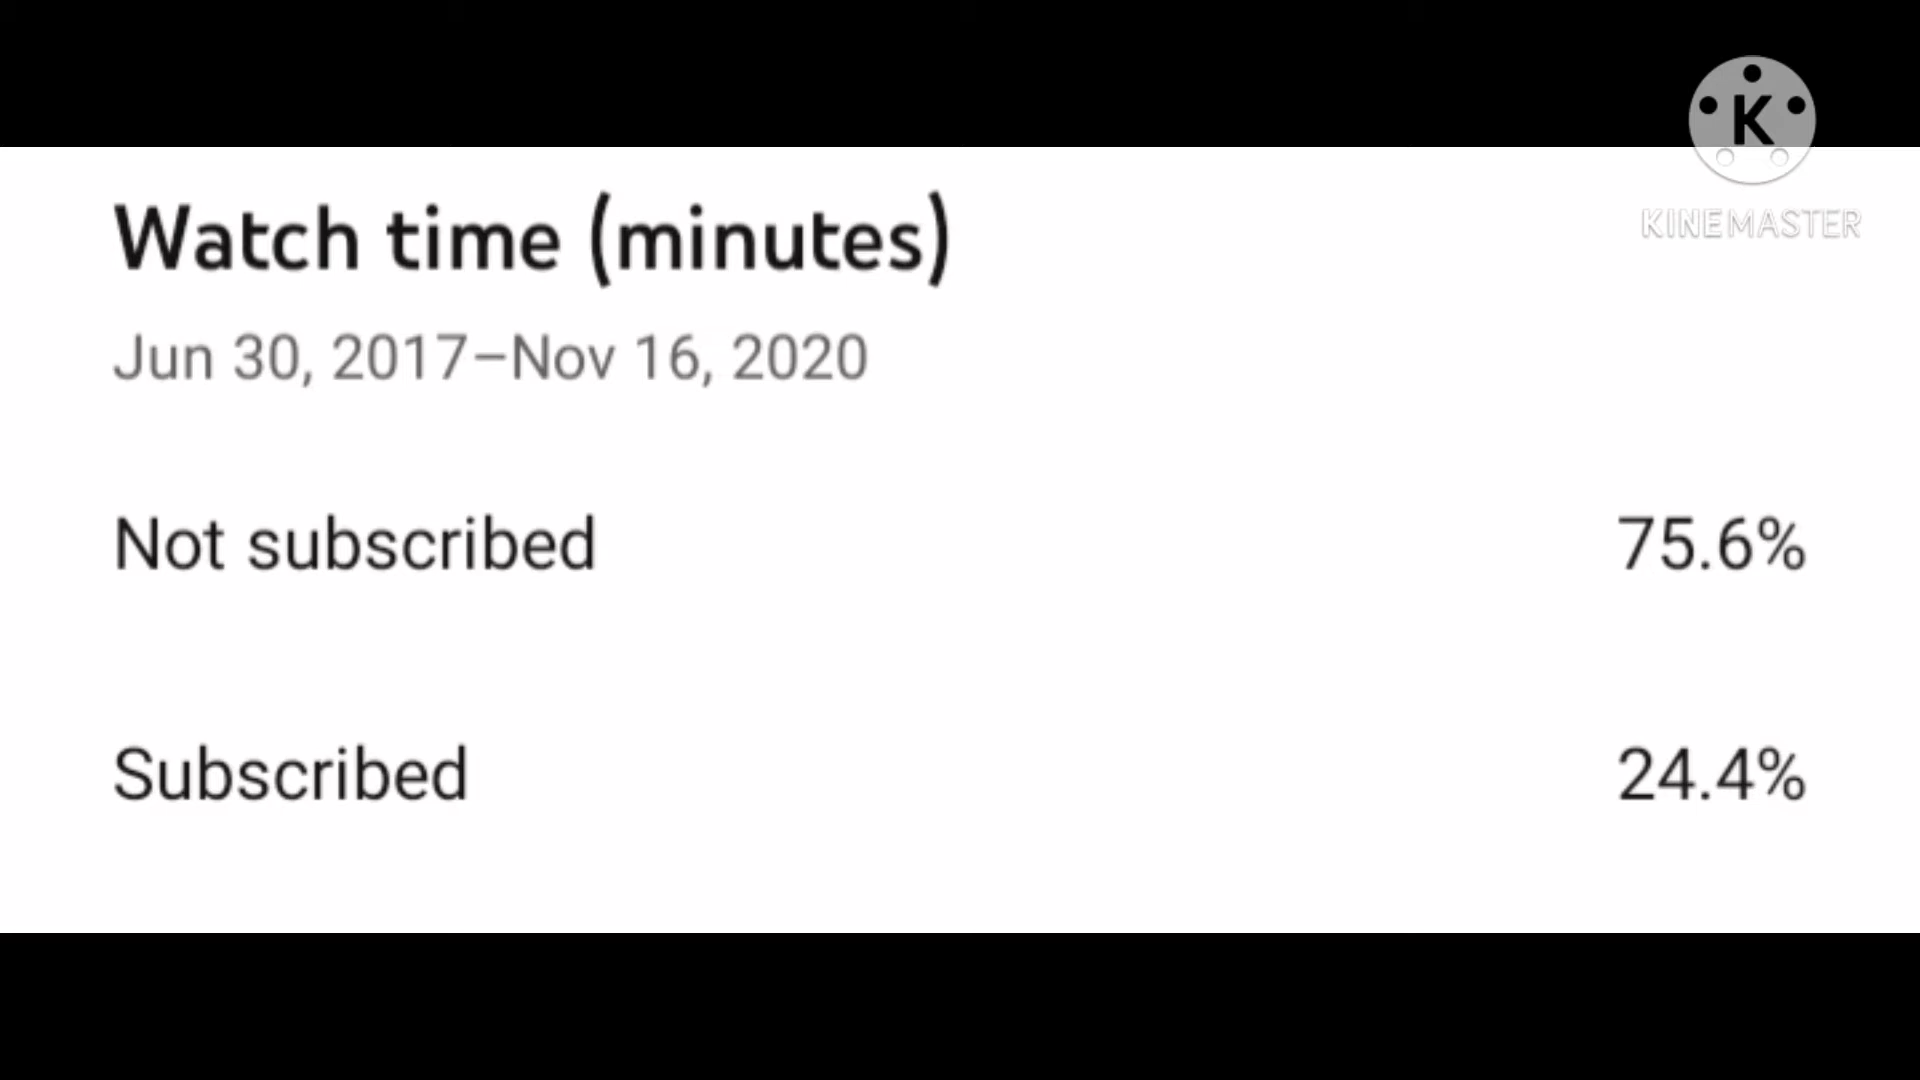 K
KINEMASTER
Watch time (minutes)
Jun 30, 2017–Nov 16, 2020
Not subscribed 75.6%
Subscribed 24.4%